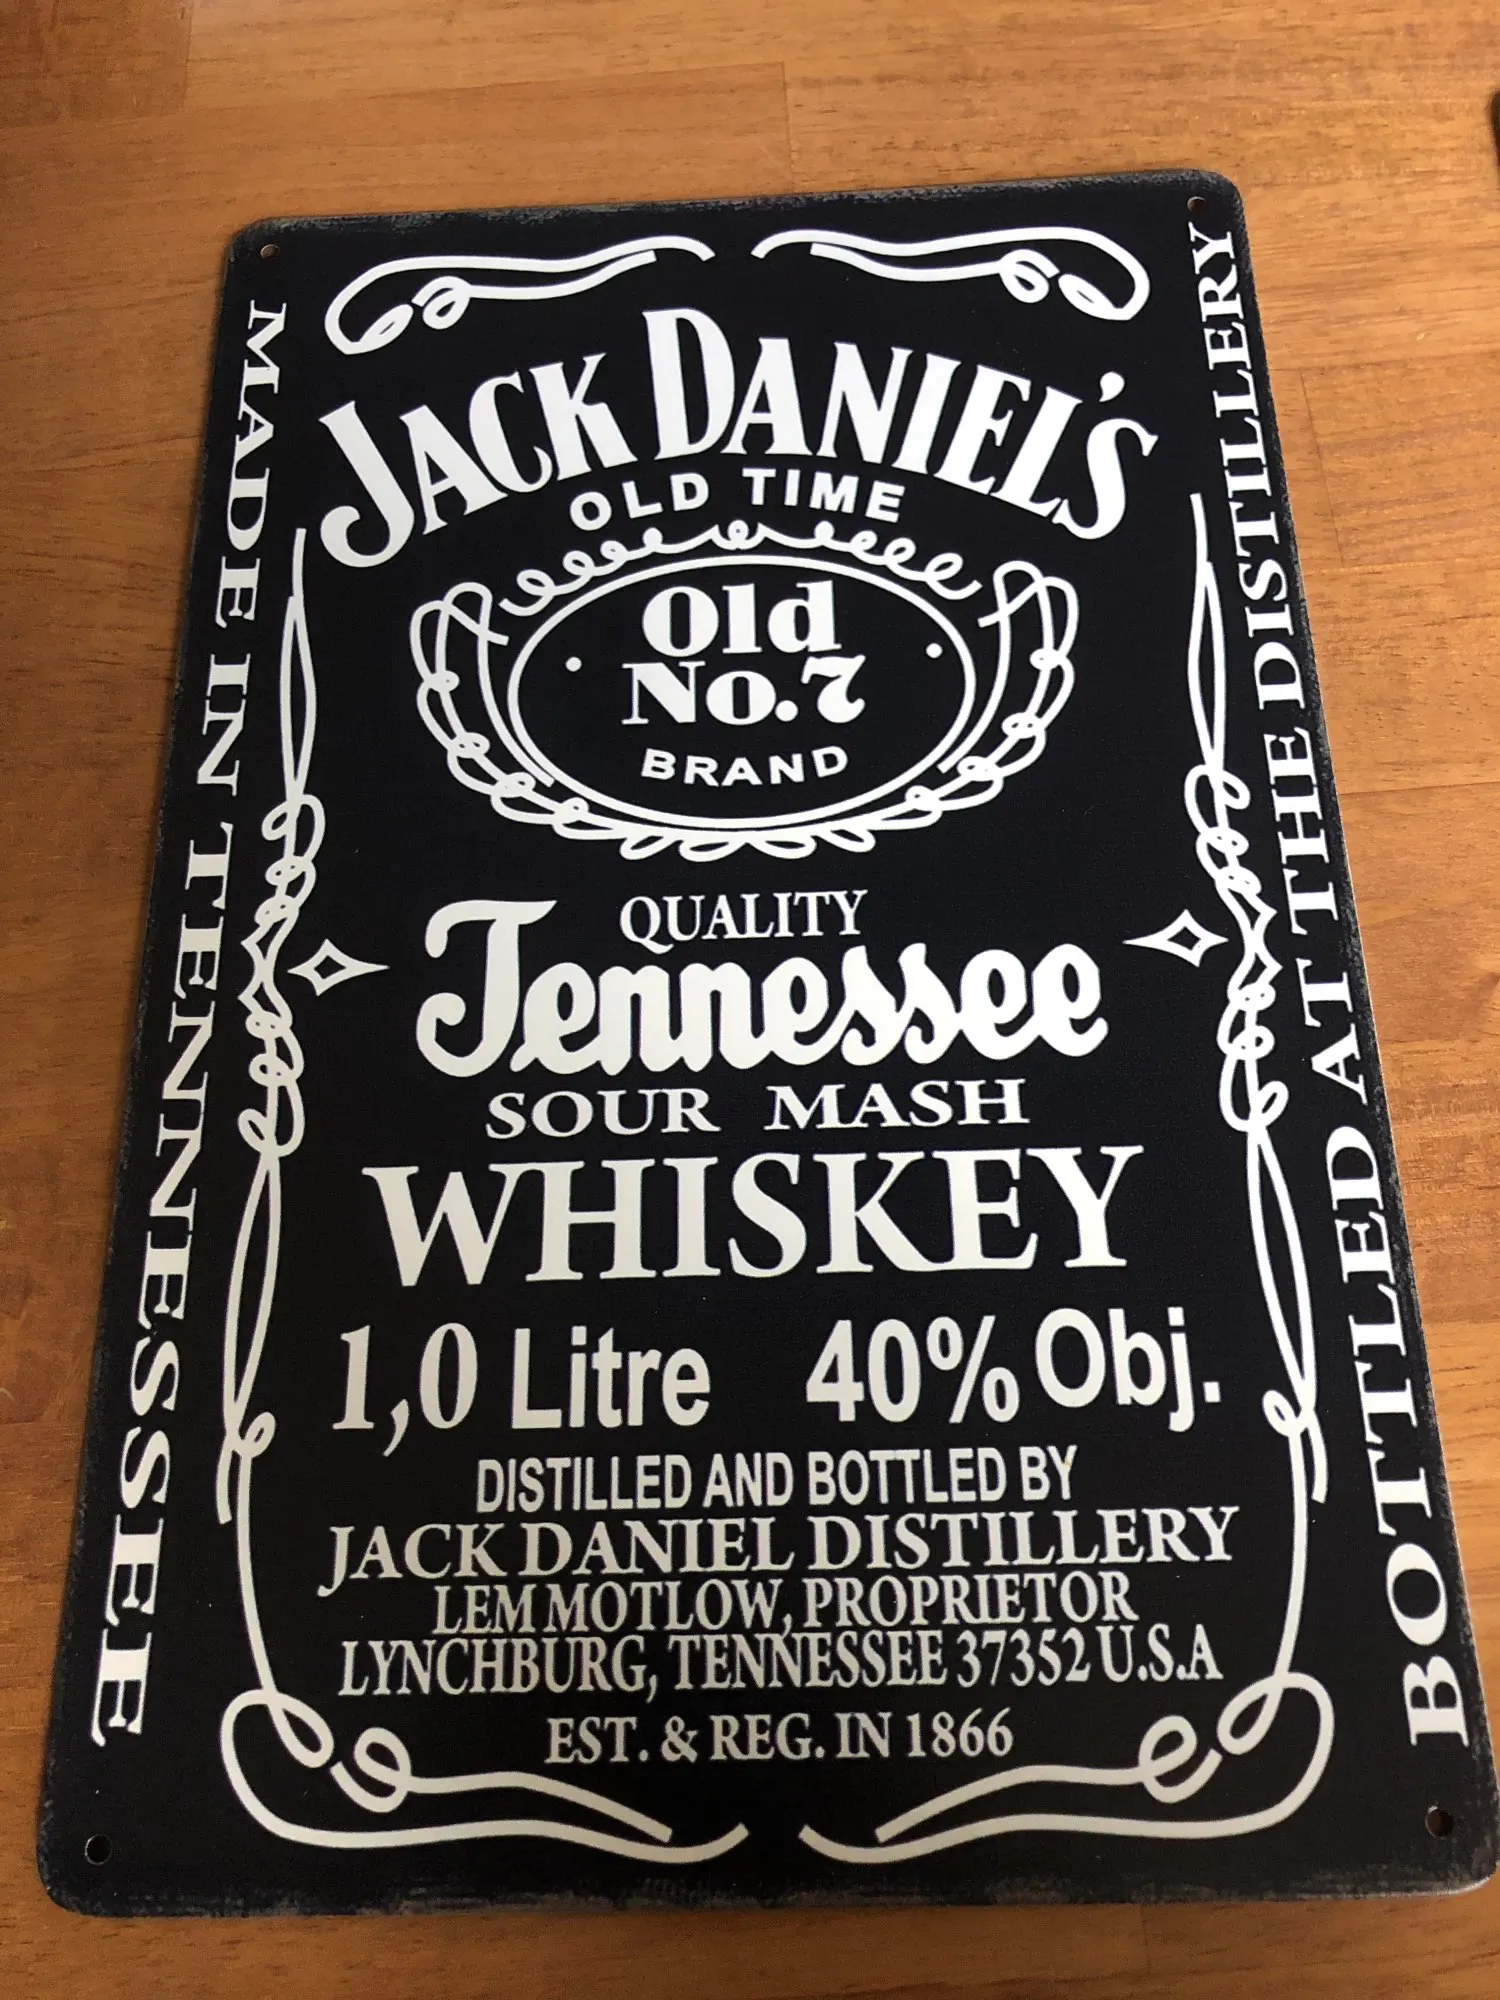 JACK DANIEL'S
OLD TIME
Old
No.7
BRAND
QUALITY
Tennessee
SOUR MASH
WHISKEY
1,0 Litre 40% Obj.
DISTILLED AND BOTTLED BY
JACK DANIEL DISTILLERY
LEM MOTLOW, PROPRIETOR
LYNCHBURG, TENNESSEE 37352 U.S.A
EST. & REG. IN 1866
MADE IN TENNESSEE
BOTTLED AT THE DISTILLERY